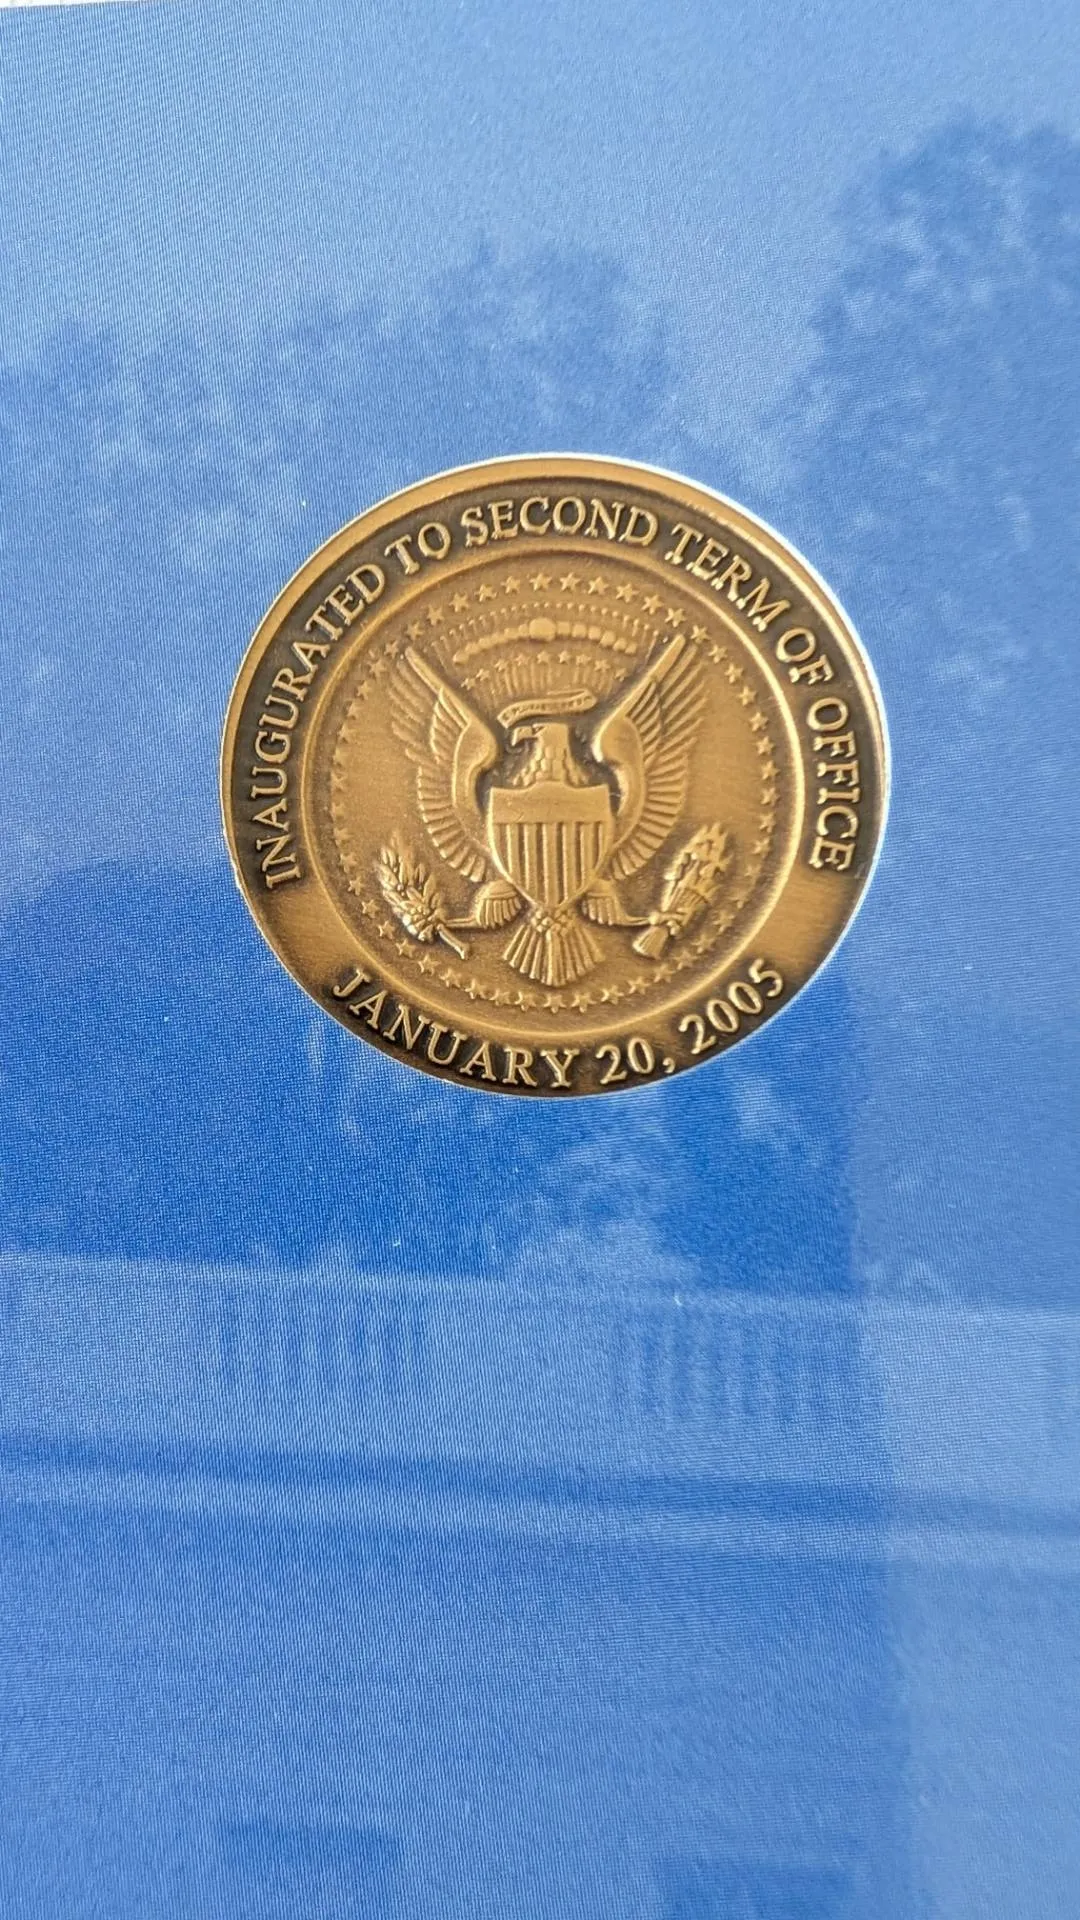 INAUGURATED TO SECOND TERM OF OFFICE
JANUARY 20, 2005